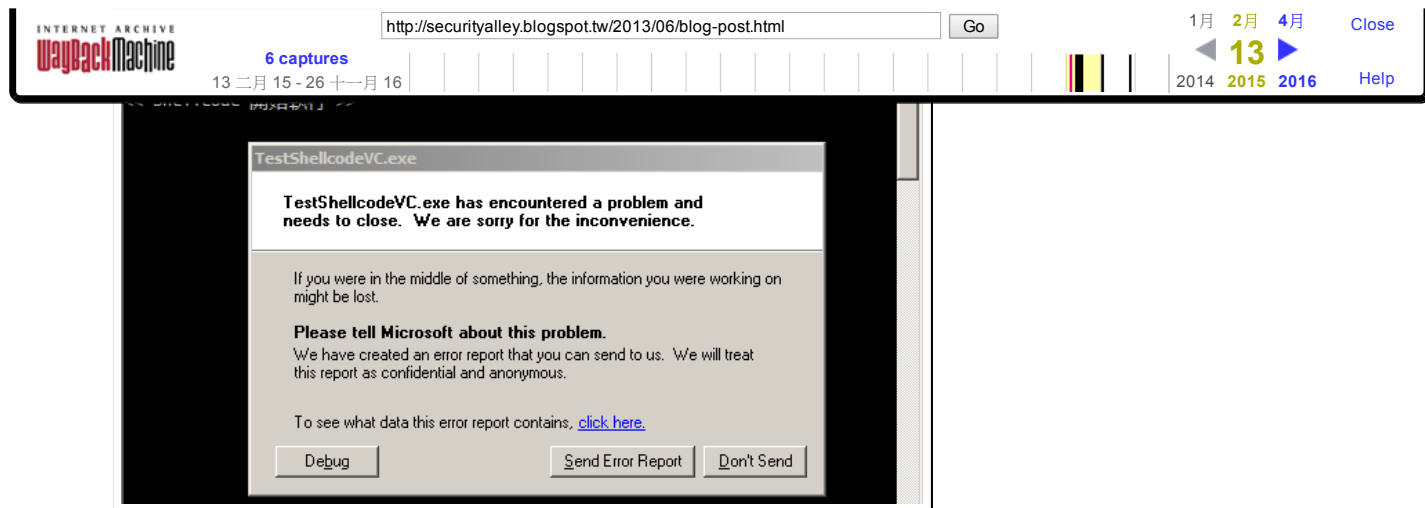 INTERNET ARCHIVE
WayBackMachine
http://securityalley.blogspot.tw/2013/06/blog-post.html
Go
6 captures
13 二月 15 - 26 十一月 16
1月 2月 4月
13
2014 2015 2016
Close
Help
<< Shellcode 開始執行 >>
TestShellcodeVC.exe
TestShellcodeVC.exe has encountered a problem and
needs to close. We are sorry for the inconvenience.
If you were in the middle of something, the information you were working on
might be lost.
Please tell Microsoft about this problem.
We have created an error report that you can send to us. We will treat
this report as confidential and anonymous.
To see what data this error report contains, click here.
Debug
Send Error Report
Don't Send